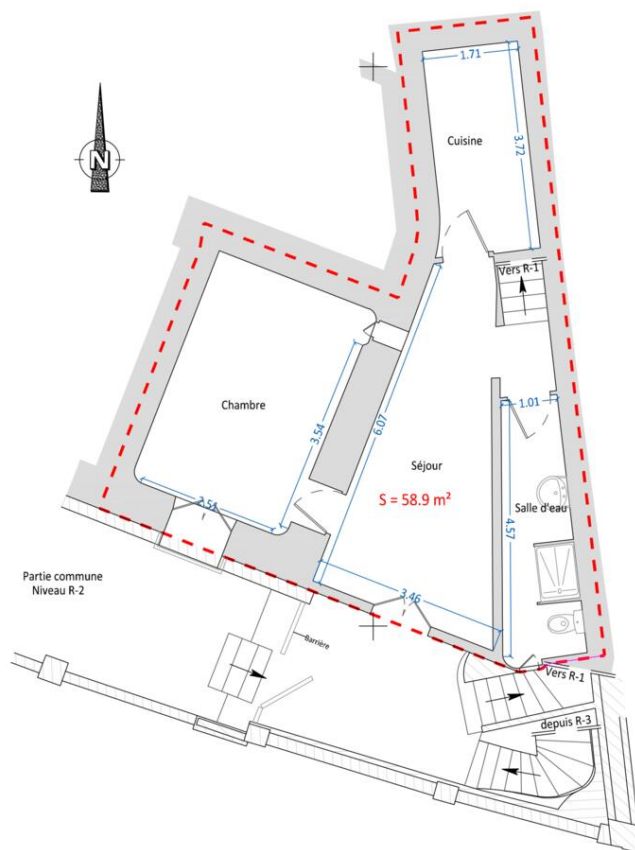 1.71
Cuisine
3.72
N
Vers R-1
Chambre
3.54
6.07
1.01
Séjour
S = 58.9 m²
Salle d'eau
4.57
2.51
3.46
Partie commune
Niveau R-2
Barrière
Vers R-1
depuis R-3